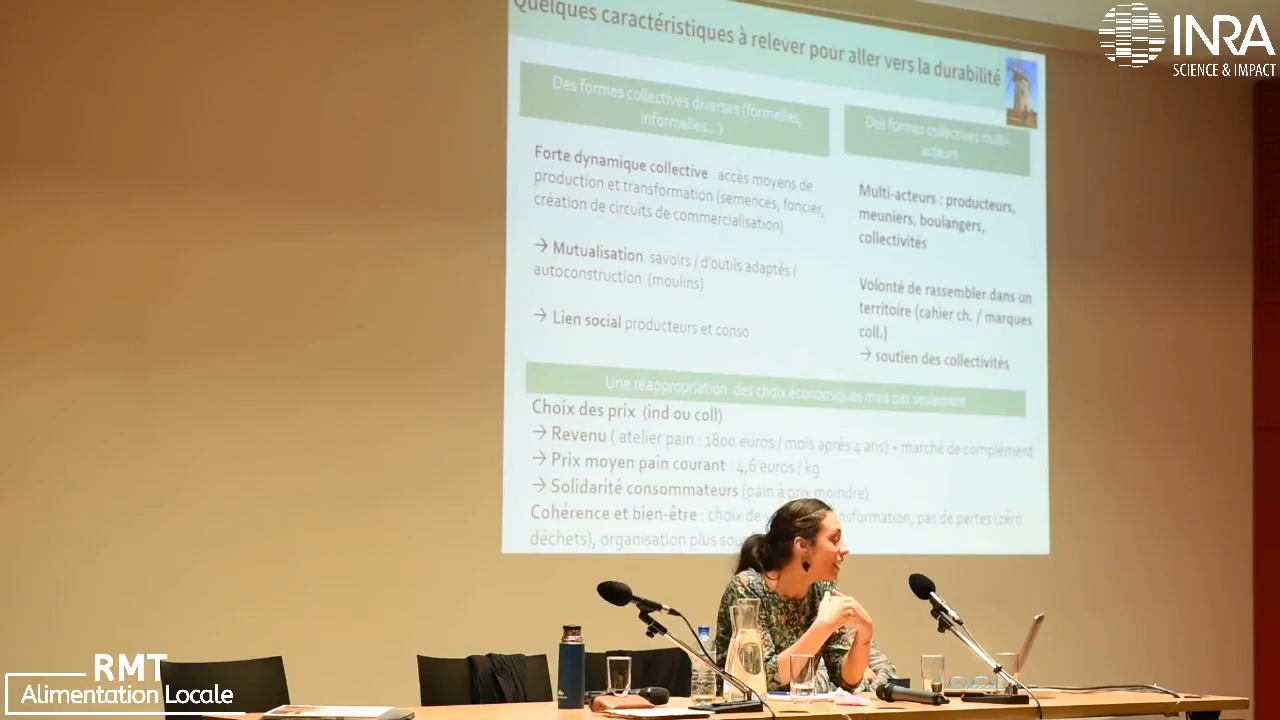 Quelques caractéristiques à relever pour aller vers la durabilité
INRA
SCIENCE & IMPACT
Des formes collectives diverses (formelles,
informelles...)
Forte dynamique collective accès moyens de
production et transformation (semences, foncier,
création de circuits de commercialisation)
→ Mutualisation savoirs / d'outils adaptés /
autoconstruction (moulins)
→ Lien social producteurs et conso
Des formes collectives multi-
acteurs
Multi-acteurs : producteurs,
meuniers, boulangers,
collectivités
Volonté de rassembler dans un
territoire (cahier ch. / marques
coll.)
→ soutien des collectivités
Une réappropriation des choix économiques mais pas seulement
Choix des prix (ind ou coll)
→ Revenu ( atelier pain : 1800 euros / mois après 4 ans) + marché de complément
→ Prix moyen pain courant : 4,6 euros / kg
→ Solidarité consommateurs (pain à prix moindre)
Cohérence et bien-être : choix de nsformation, pas de pertes (zéro
déchets), organisation plus sou
RMT
Alimentation Locale